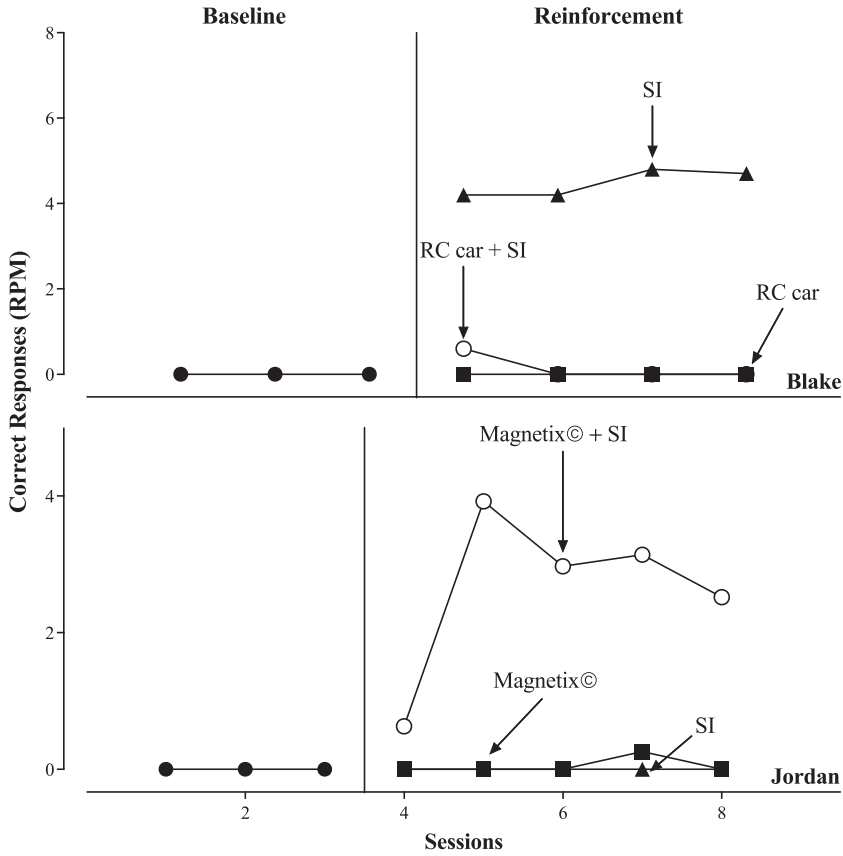 Baseline
Reinforcement
8
6
4
2
0
SI
RC car + SI
RC car
Blake
Correct Responses (RPM)
4
2
0
Magnetix© + SI
Magnetix©
SI
Jordan
2
4
6
8
Sessions